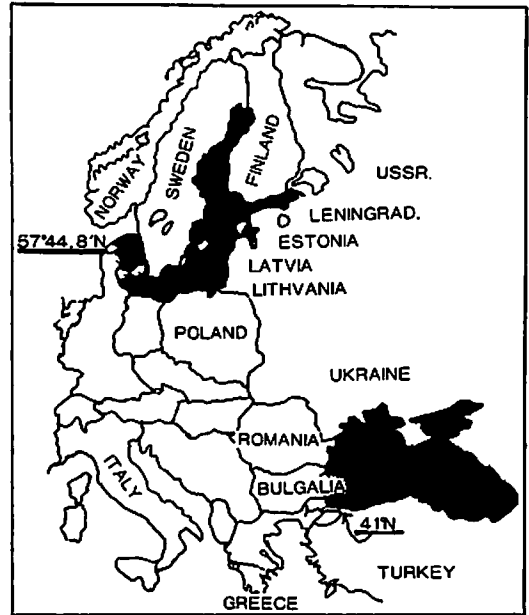 NORWAY
SWEDEN
FINLAND
USSR.
LENINGRAD.
57°44,8'N
ESTONIA
LATVIA
LITHVANIA
POLAND
UKRAINE
ROMANIA
ITALY
BULGALIA
41°N
TURKEY
GREECE